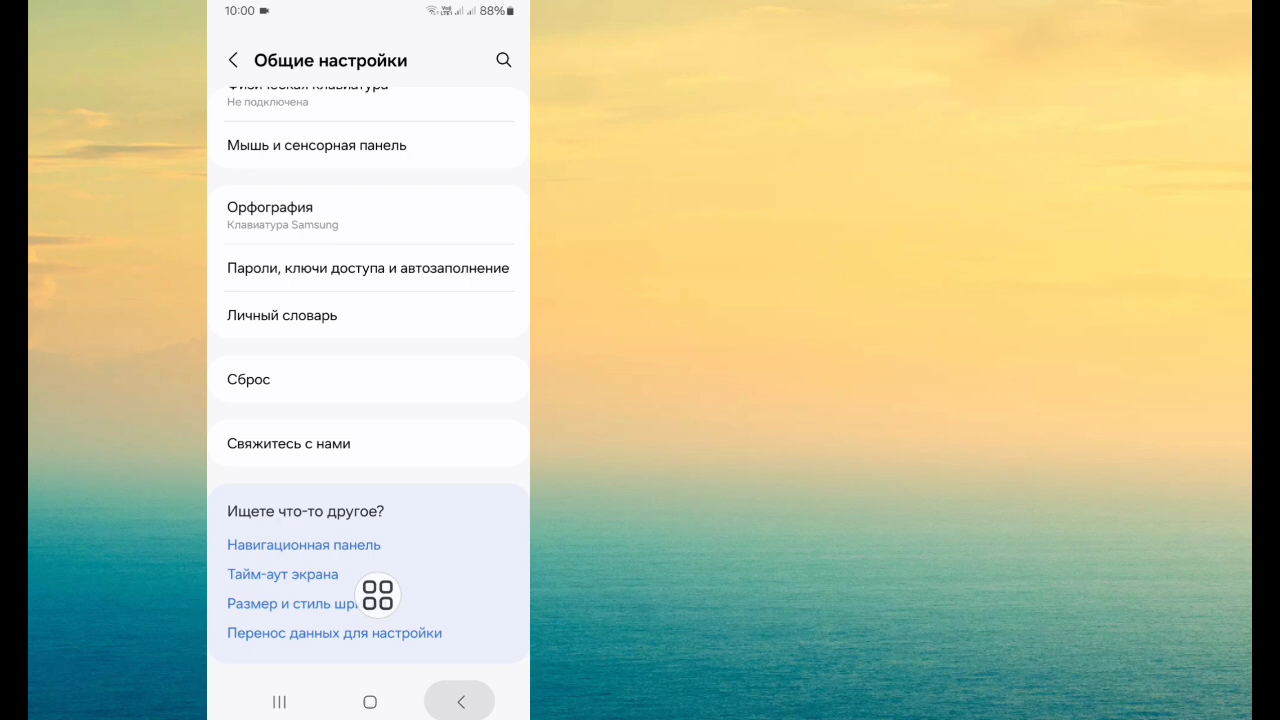 10:00
88%
Общие настройки
Физическая клавиатура
Не подключена
Мышь и сенсорная панель
Орфография
Клавиатура Samsung
Пароли, ключи доступа и автозаполнение
Личный словарь
Сброс
Свяжитесь с нами
Ищете что-то другое?
Навигационная панель
Тайм-аут экрана
Размер и стиль
Перенос данных для настройки